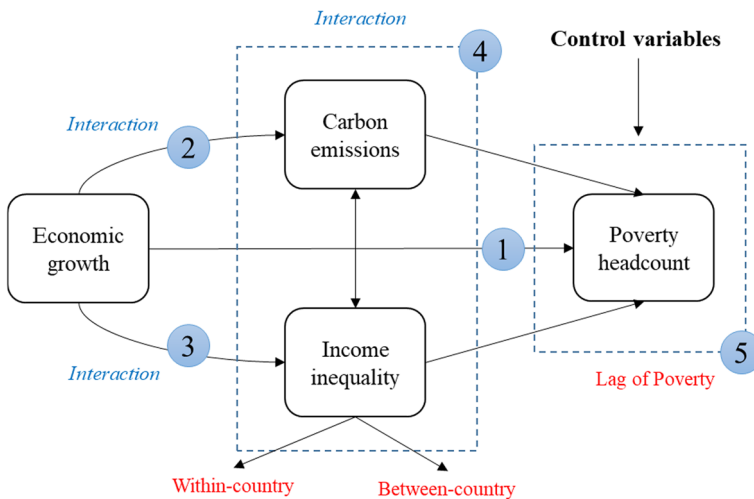 Interaction
4
Control variables
Interaction
2
Carbon
emissions
5
Economic
growth
1
Poverty
headcount
3
Interaction
Income
inequality
Lag of Poverty
Within-country
Between-country